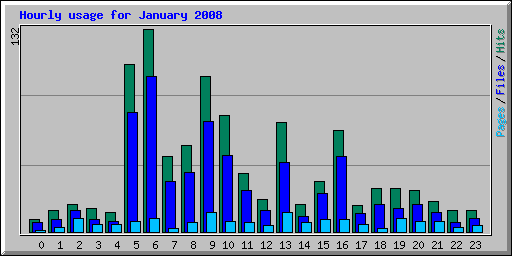 Hourly usage for January 2008
132
Pages / Files / Hits
0 1 2 3 4 5 6 7 8 9 10 11 12 13 14 15 16 17 18 19 20 21 22 23